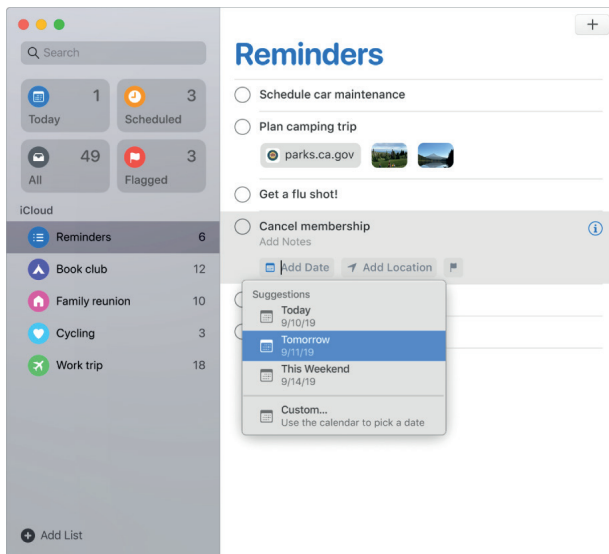 Search
1
Today
3
Scheduled
49
All
3
Flagged
iCloud
Reminders 6
Book club 12
Family reunion 10
Cycling 3
Work trip 18
Add List
+
Reminders
Schedule car maintenance
Plan camping trip
parks.ca.gov
Get a flu shot!
Cancel membership
Add Notes
Add Date Add Location
Suggestions
Today
9/10/19
Tomorrow
9/11/19
This Weekend
9/14/19
Custom...
Use the calendar to pick a date